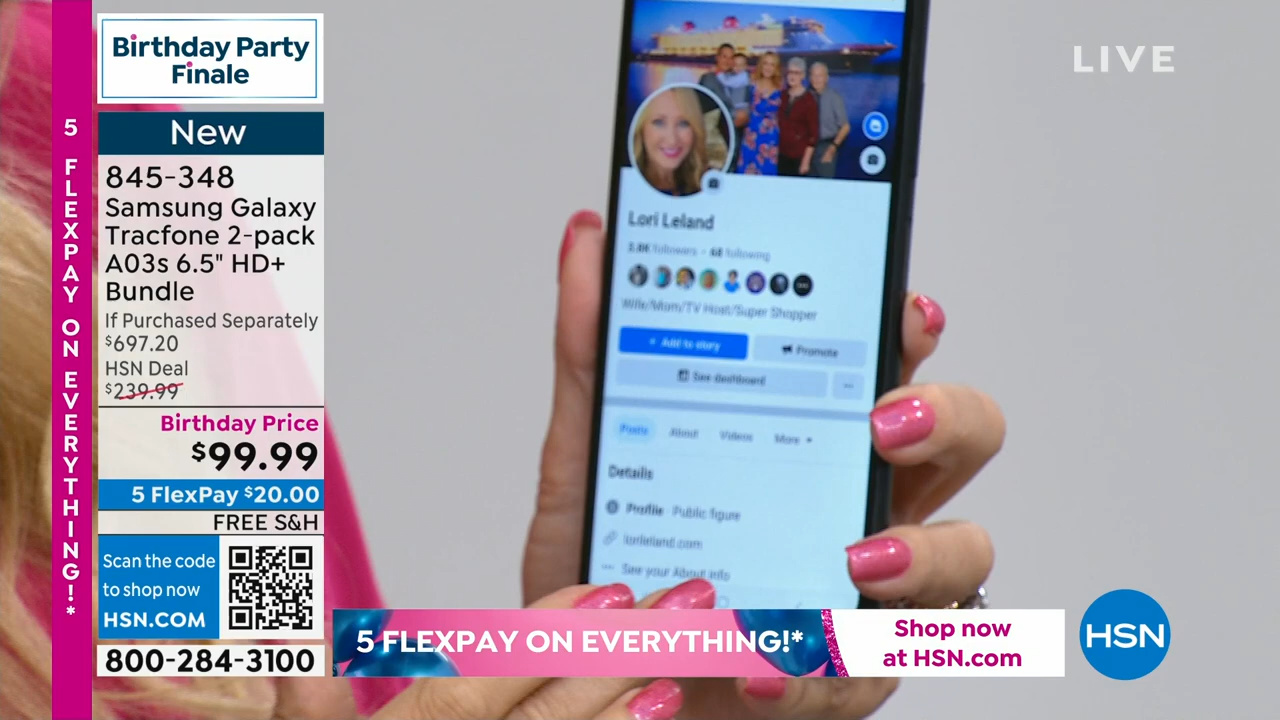 5 FLEXPAY ON EVERYTHING!*
Birthday Party
Finale
New
845-348
Samsung Galaxy
Tracfone 2-pack
A03s 6.5" HD+
Bundle
If Purchased Separately
$697.20
HSN Deal
$239.99
Birthday Price
$99.99
5 FlexPay $20.00
FREE S&H
Scan the code
to shop now
HSN.COM
800-284-3100
LIVE
Lori Leland
followers • 68 following
Wife/Mom/TV Host/Super Shopper
+ Add to story
Promote
See dashboard
Posts About Videos More
Details
Profile · Public figure
lorileland.com
See your About info
5 FLEXPAY ON EVERYTHING!*
Shop now
at HSN.com
HSN